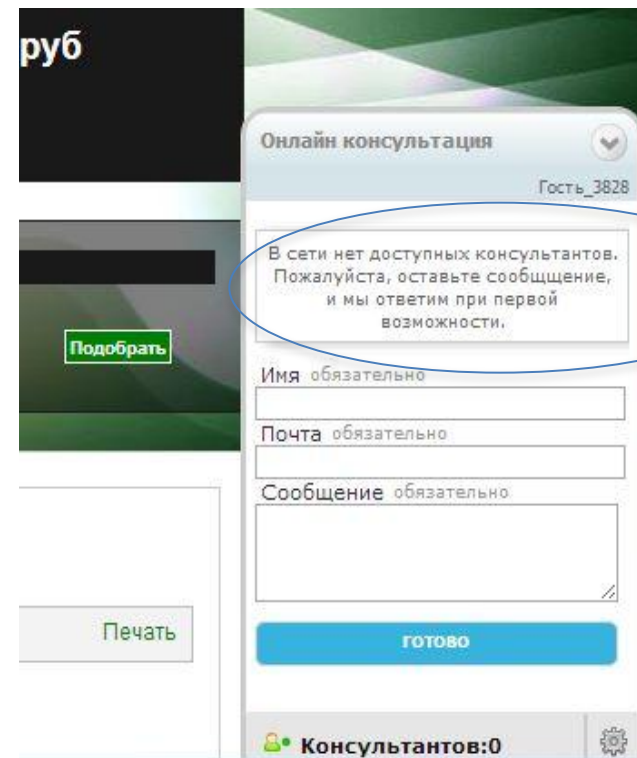 руб
Онлайн консультация
Гость_3828
В сети нет доступных консультантов.
Пожалуйста, оставьте сообщщение,
и мы ответим при первой
возможности.
Подобрать
Имя обязательно
Почта обязательно
Сообщение обязательно
Печать
готово
Консультантов:0